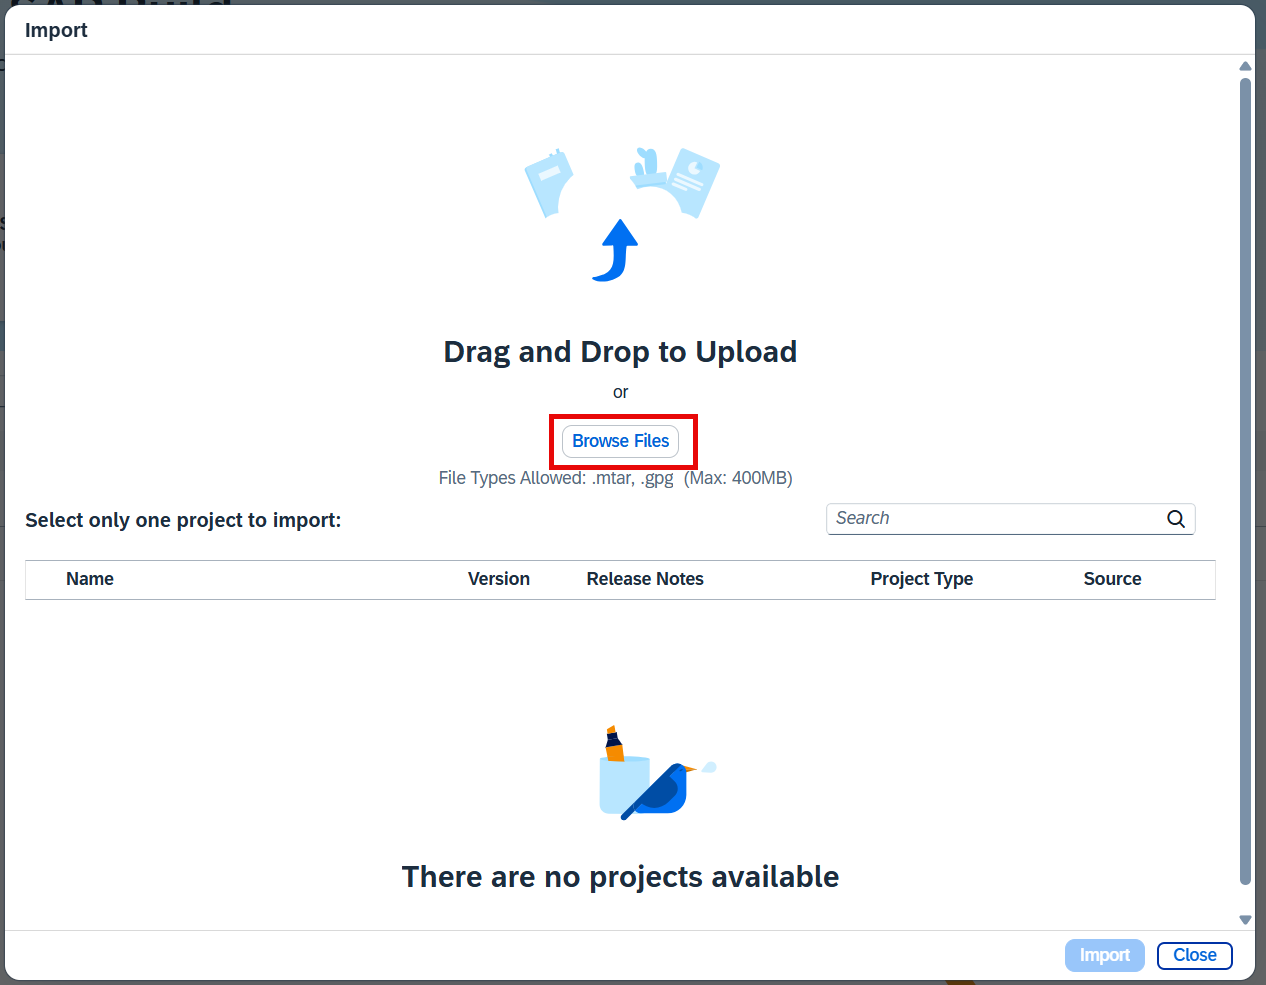 Import
Drag and Drop to Upload
or
Browse Files
File Types Allowed: .mtar, .gpg (Max: 400MB)
Select only one project to import:
Search
Name Version Release Notes Project Type Source
There are no projects available
Import Close